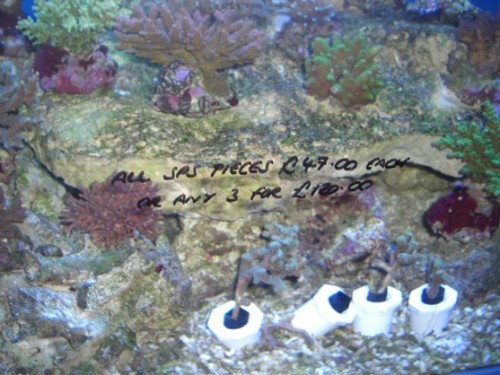 ALL SPS PIECES £47.00 EACH
OR ANY 3 FOR £120.00